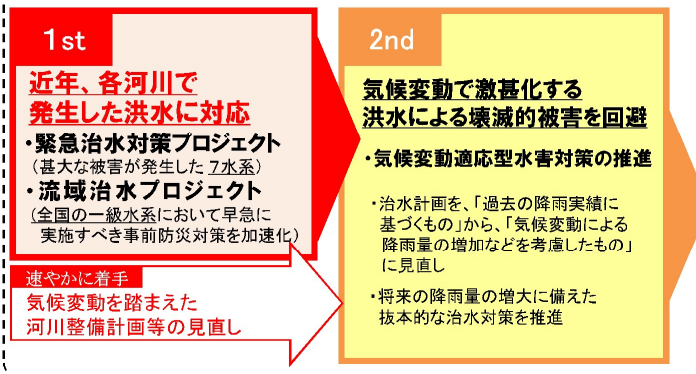 1st
近年、各河川で
発生した洪水に対応
・緊急治水対策プロジェクト
（甚大な被害が発生した 7水系）
・流域治水プロジェクト
（全国の一級水系において早急に
実施すべき事前防災対策を加速化）
速やかに着手
気候変動を踏まえた
河川整備計画等の見直し
2nd
気候変動で激甚化する
洪水による壊滅的被害を回避
・気候変動適応型水害対策の推進
・治水計画を、「過去の降雨実績に
基づくもの」から、「気候変動による
降雨量の増加などを考慮したもの」
に見直し
・将来の降雨量の増大に備えた
抜本的な治水対策を推進